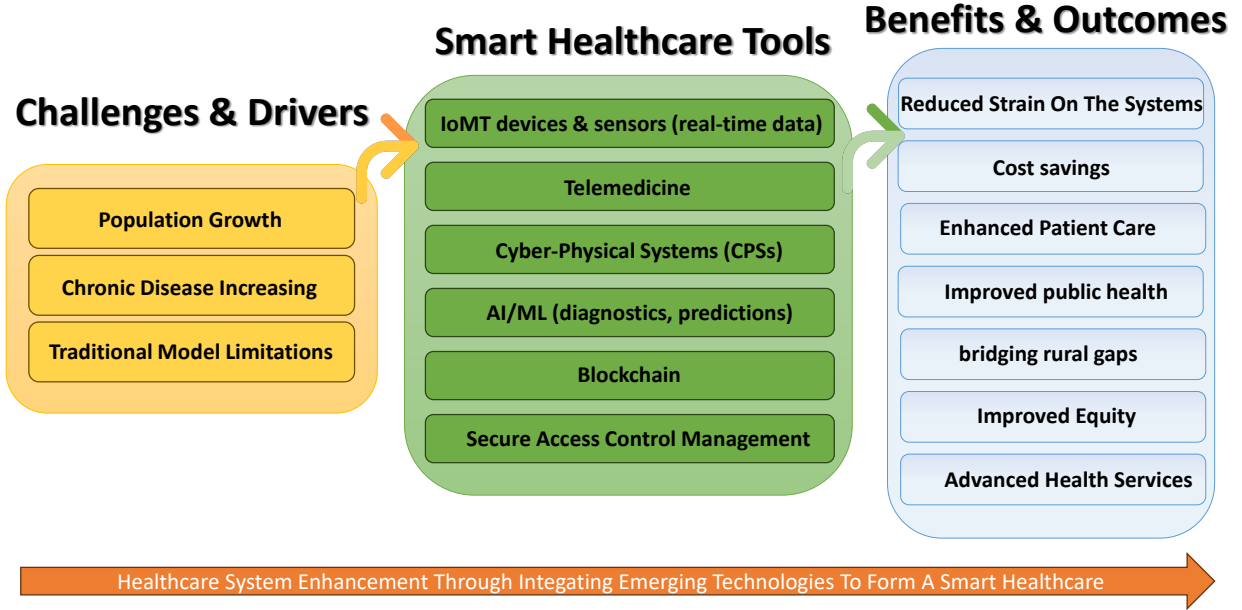 Challenges & Drivers
Population Growth
Chronic Disease Increasing
Traditional Model Limitations
Smart Healthcare Tools
IoMT devices & sensors (real-time data)
Telemedicine
Cyber-Physical Systems (CPSs)
AI/ML (diagnostics, predictions)
Blockchain
Secure Access Control Management
Benefits & Outcomes
Reduced Strain On The Systems
Cost savings
Enhanced Patient Care
Improved public health
bridging rural gaps
Improved Equity
Advanced Health Services
Healthcare System Enhancement Through Integating Emerging Technologies To Form A Smart Healthcare